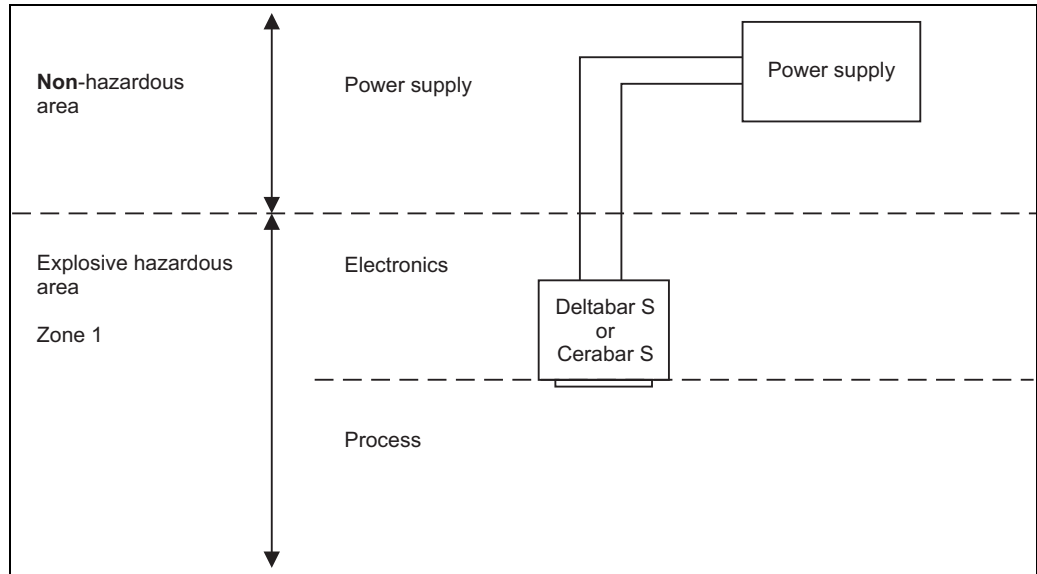 Non-hazardous
area
Power supply
Power supply
Explosive hazardous
area
Zone 1
Electronics
Deltabar S
or
Cerabar S
Process